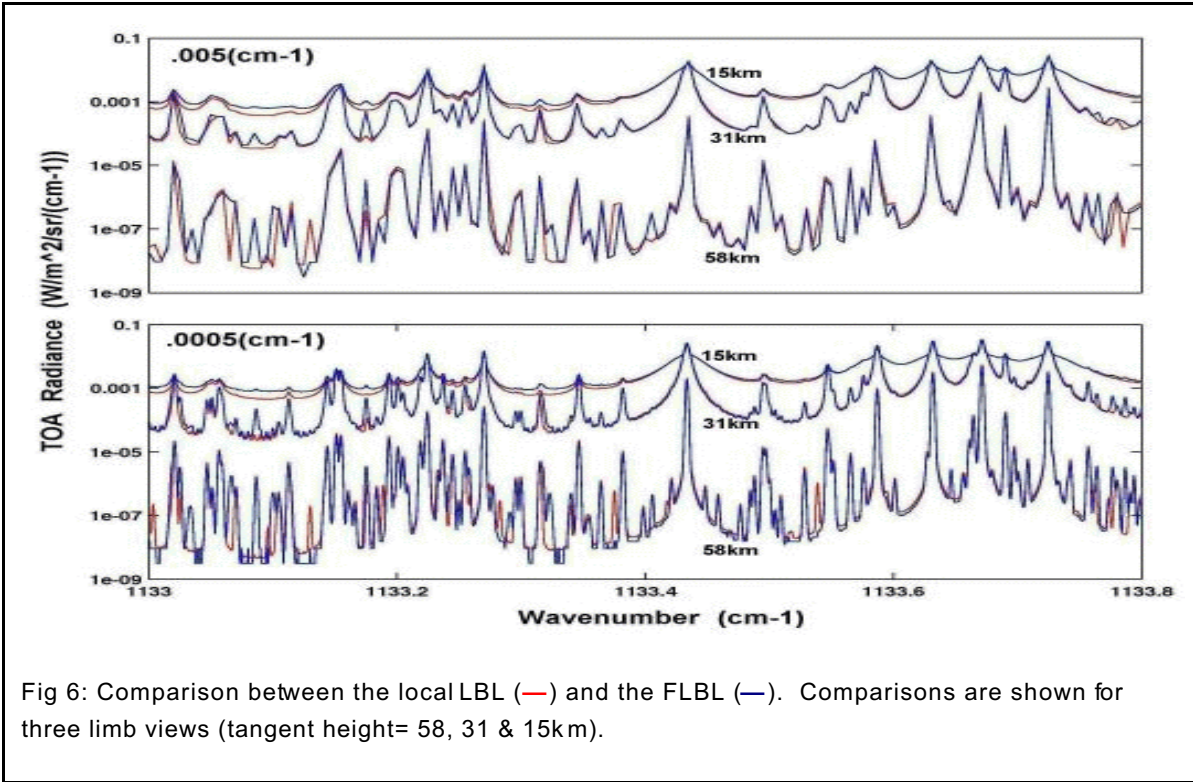 0.1
.005(cm-1)
15km
0.001
31km
1e-05
1e-07
58km
1e-09
TOA Radiance (W/m^2/sr/(cm-1))
0.1
.0005(cm-1)
15km
0.001
31km
1e-05
1e-07
58km
1e-09
1133
1133.2
1133.4
1133.6
1133.8
Wavenumber (cm-1)
Fig 6: Comparison between the local LBL (—) and the FLBL (—). Comparisons are shown for
three limb views (tangent height= 58, 31 & 15km).